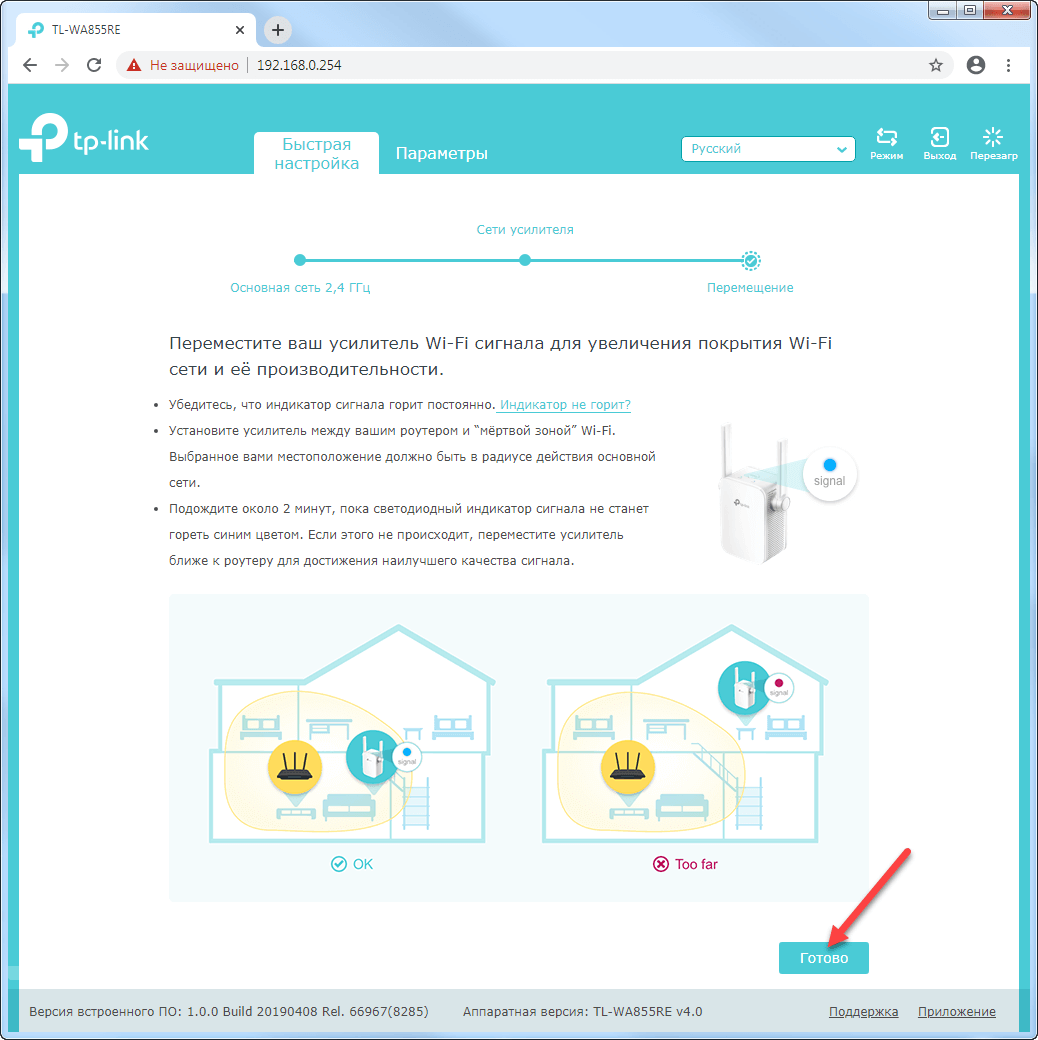 TL-WA855RE
Не защищено
192.168.0.254
tp-link
Быстрая
настройка
Параметры
Русский
Режим
Выход
Перезагр
Сети усилителя
Основная сеть 2,4 ГГц
Перемещение
Переместите ваш усилитель Wi-Fi сигнала для увеличения покрытия Wi-Fi
сети и её производительности.
• Убедитесь, что индикатор сигнала горит постоянно. Индикатор не горит?
• Установите усилитель между вашим роутером и “мёртвой зоной” Wi-Fi.
Выбранное вами местоположение должно быть в радиусе действия основной
сети.
• Подождите около 2 минут, пока светодиодный индикатор сигнала не станет
гореть синим цветом. Если этого не происходит, переместите усилитель
ближе к роутеру для достижения наилучшего качества сигнала.
signal
signal
signal
OK
Too far
Готово
Версия встроенного ПО: 1.0.0 Build 20190408 Rel. 66967(8285)
Аппаратная версия: TL-WA855RE v4.0
Поддержка
Приложение